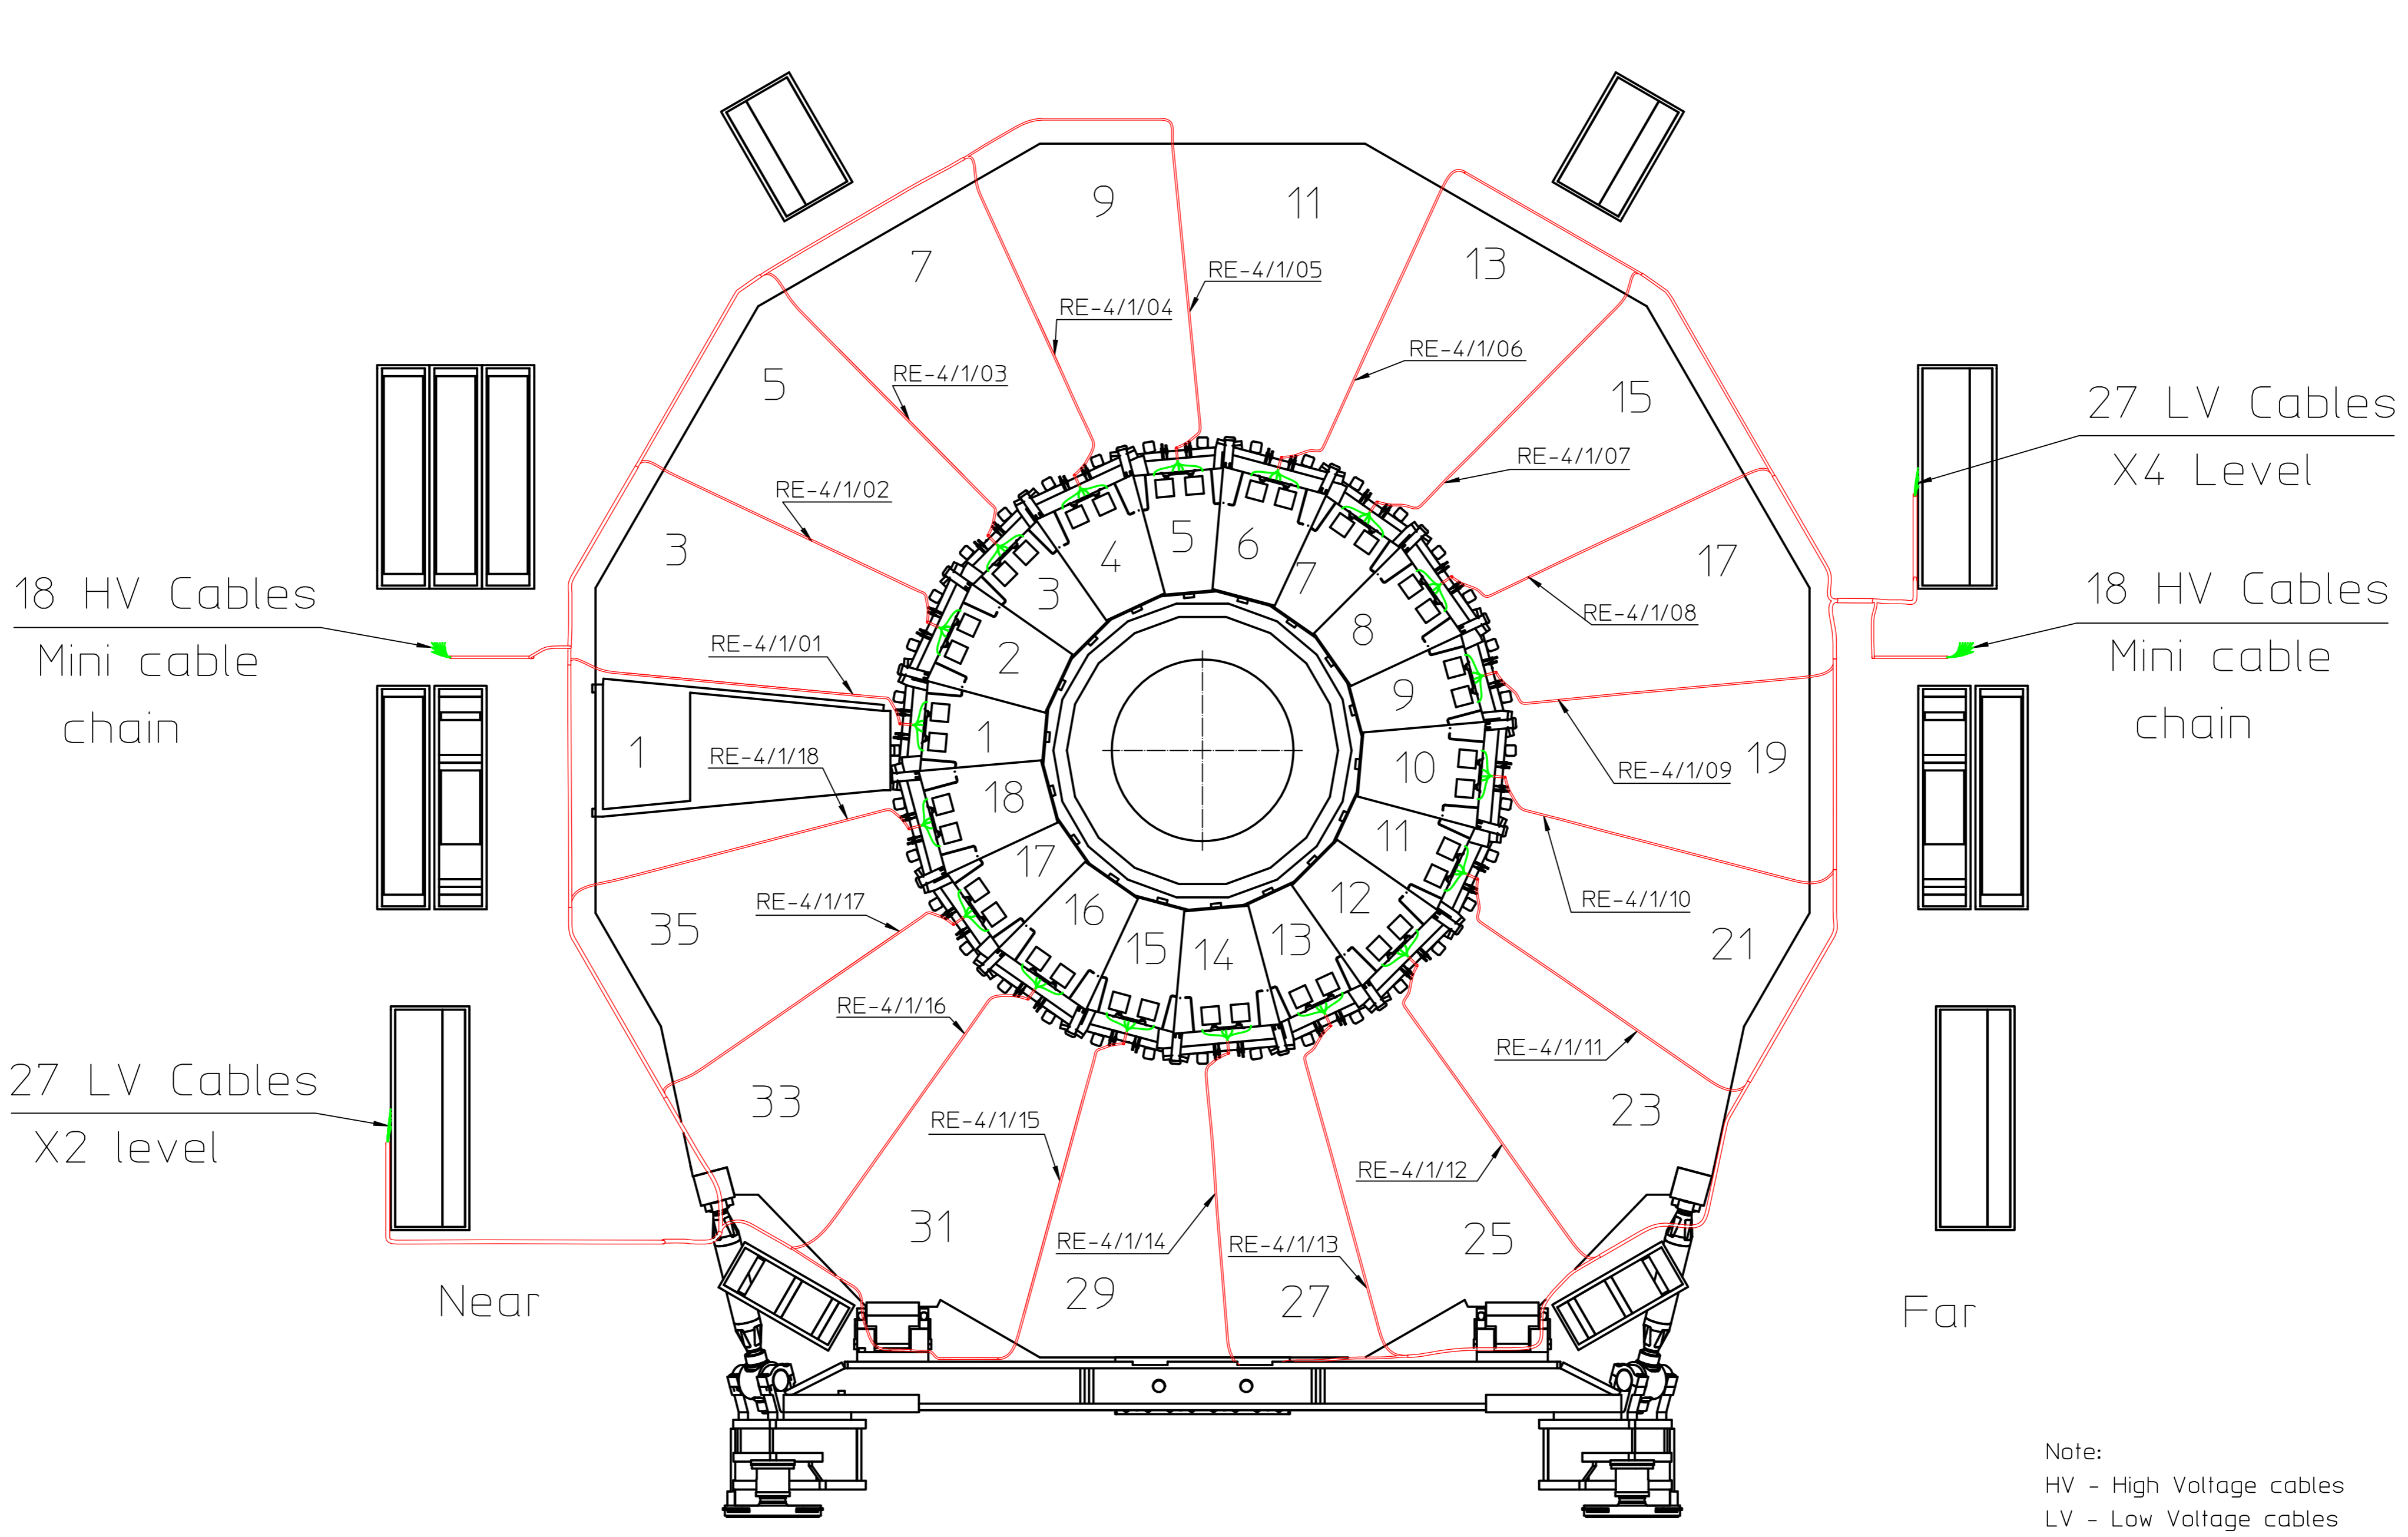 9
11
7
13
RE-4/1/05
RE-4/1/04
RE-4/1/06
RE-4/1/03
5
15
27 LV Cables
X4 Level
RE-4/1/07
RE-4/1/02
3
17
4
5
6
7
3
8
2
9
18 HV Cables
Mini cable
chain
RE-4/1/08
18 HV Cables
Mini cable
chain
RE-4/1/01
1
1
RE-4/1/18
10
RE-4/1/09
19
18
11
17
12
16
13
15
14
RE-4/1/17
RE-4/1/10
35
21
RE-4/1/16
RE-4/1/11
27 LV Cables
X2 level
33
23
RE-4/1/15
RE-4/1/12
31
RE-4/1/14
RE-4/1/13
25
29
27
Near
Far
Note:
HV - High Voltage cables
LV - Low Voltage cables